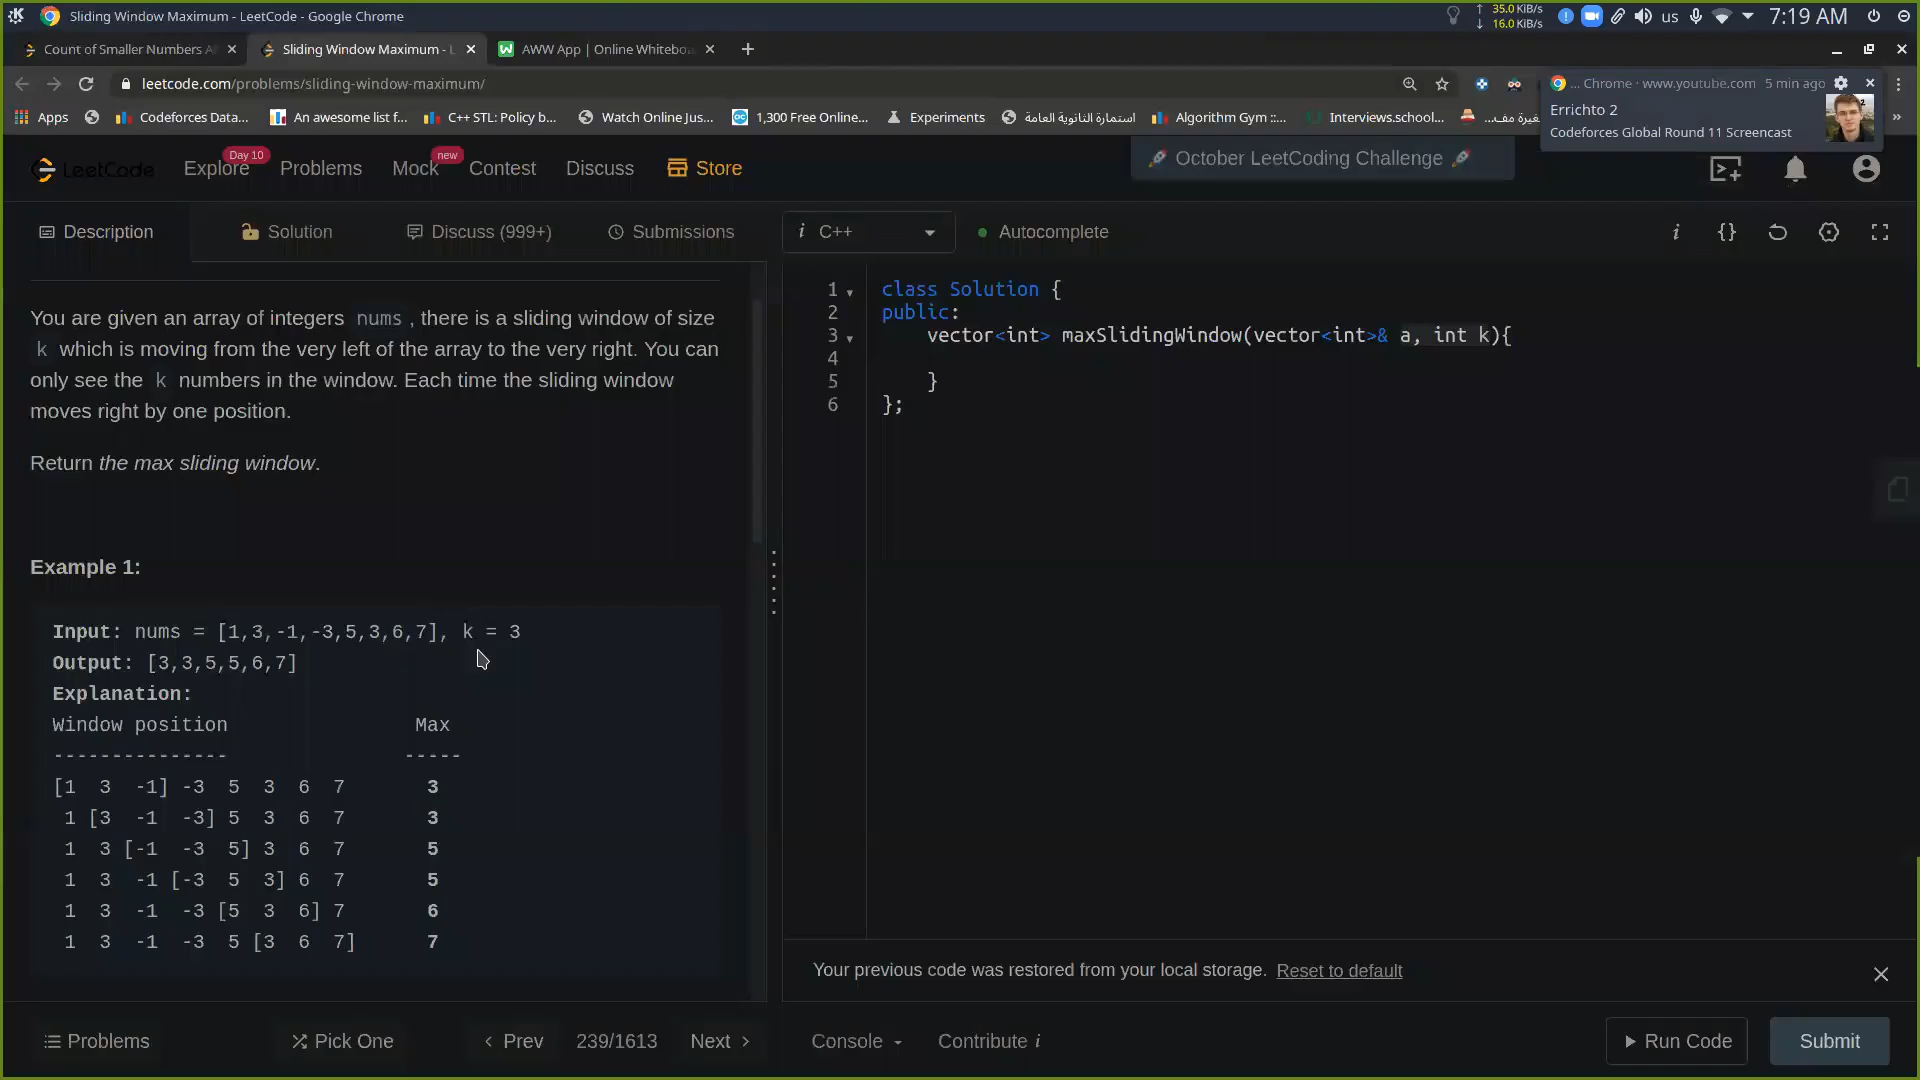 Sliding Window Maximum - LeetCode - Google Chrome
35.0 KiB/s
16.0 KiB/s
us
7:19 AM
Count of Smaller Numbers A
Sliding Window Maximum - L
AWW App | Online Whiteboa
leetcode.com/problems/sliding-window-maximum/
... Chrome · www.youtube.com 5 min ago
Errichto 2
Codeforces Global Round 11 Screencast
Apps
Codeforces Data...
An awesome list f...
C++ STL: Policy b...
Watch Online Jus...
1,300 Free Online...
Experiments
استمارة الثانوية العامة
Algorithm Gym ::...
Interviews.school...
LeetCode
Explore
Day 10
Problems
Mock
new
Contest
Discuss
Store
October LeetCoding Challenge
Description
Solution
Discuss (999+)
Submissions
i C++
Autocomplete
i {}
You are given an array of integers nums , there is a sliding window of size
k which is moving from the very left of the array to the very right. You can
only see the k numbers in the window. Each time the sliding window
moves right by one position.
Return the max sliding window.
Example 1:
Input: nums = [1,3,-1,-3,5,3,6,7], k = 3
Output: [3,3,5,5,6,7]
Explanation:
Window position Max
--------------- -----
[1 3 -1] -3 5 3 6 7 3
1 [3 -1 -3] 5 3 6 7 3
1 3 [-1 -3 5] 3 6 7 5
1 3 -1 [-3 5 3] 6 7 5
1 3 -1 -3 [5 3 6] 7 6
1 3 -1 -3 5 [3 6 7] 7
1 class Solution {
2 public:
3 vector<int> maxSlidingWindow(vector<int>& a, int k){
4
5 }
6 };
Your previous code was restored from your local storage. Reset to default
Problems
Pick One
< Prev
239/1613
Next >
Console
Contribute i
Run Code
Submit